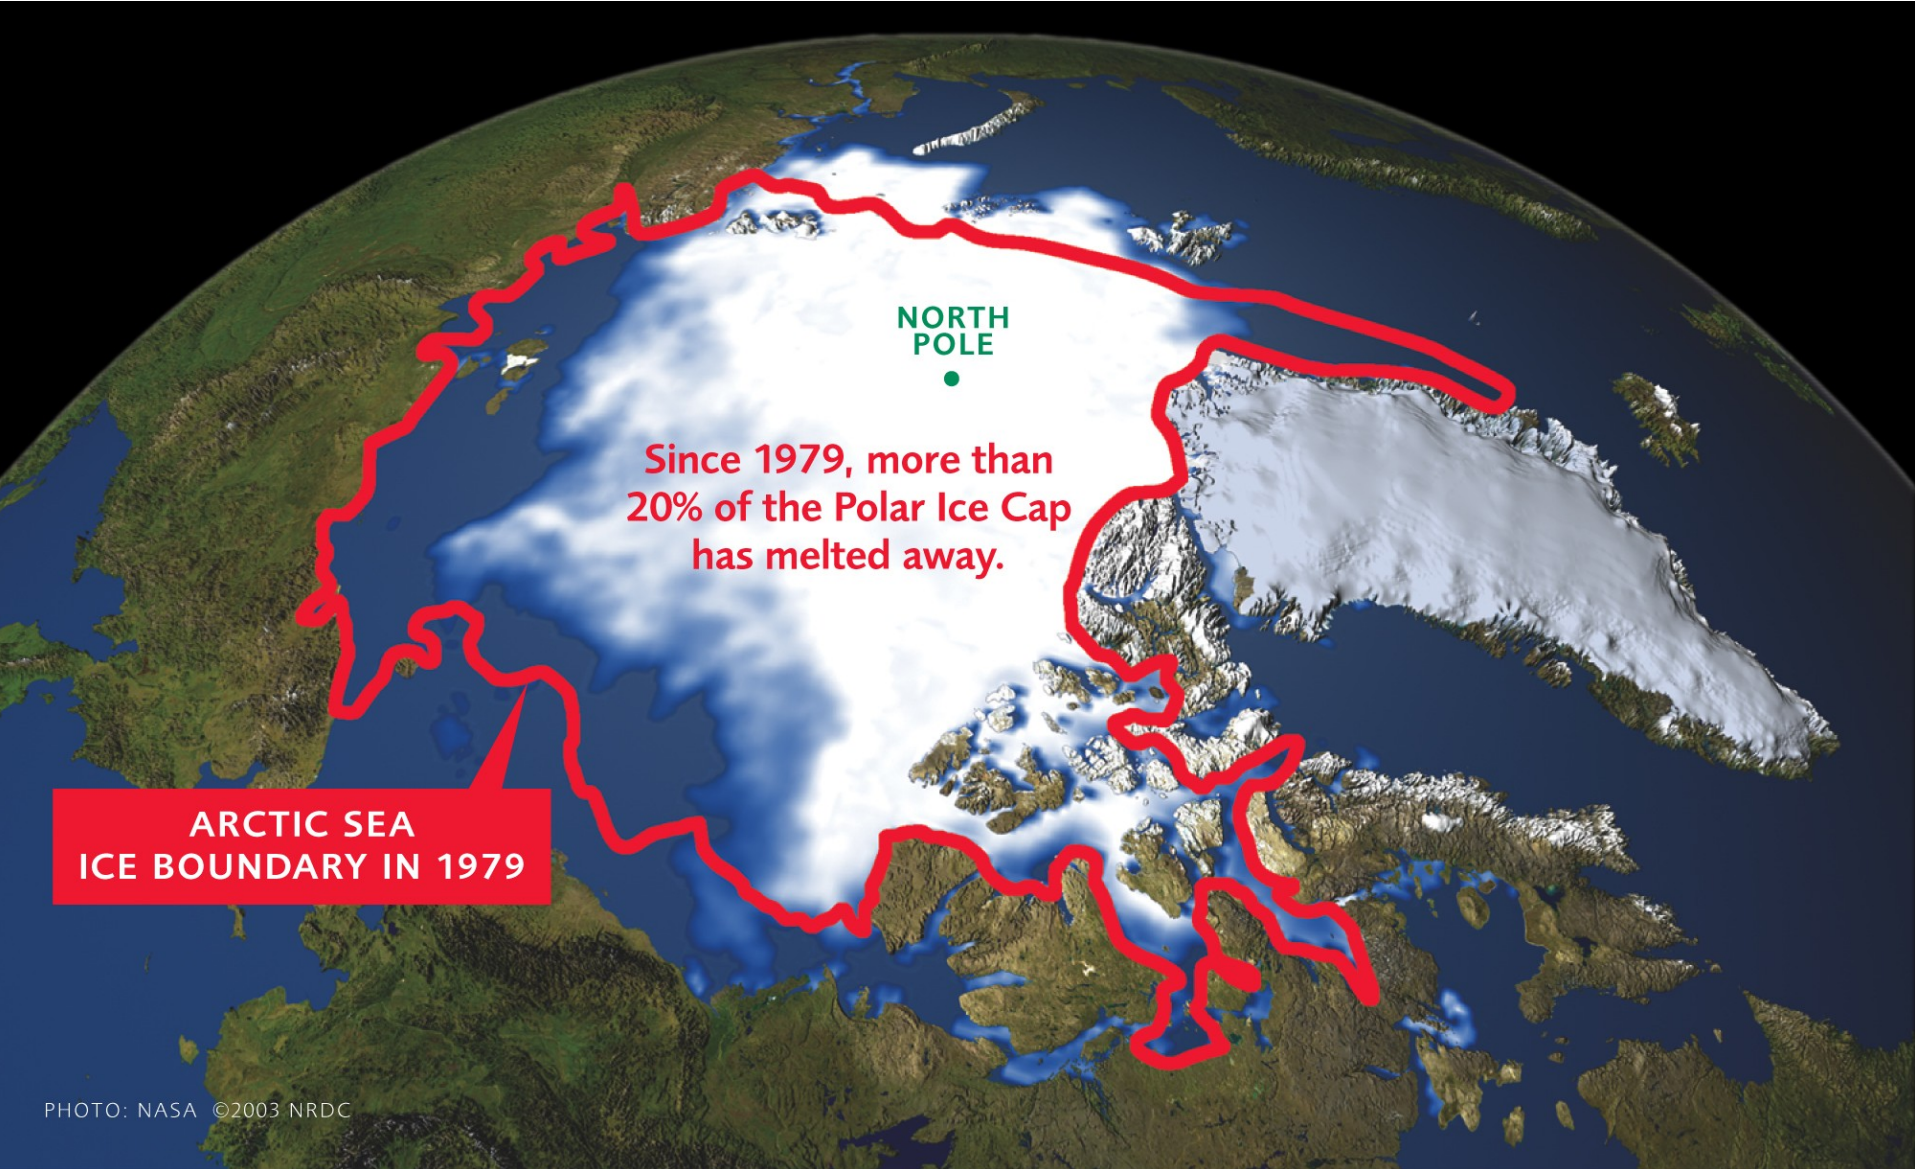 NORTH
POLE
Since 1979, more than
20% of the Polar Ice Cap
has melted away.
ARCTIC SEA
ICE BOUNDARY IN 1979
PHOTO: NASA ©2003 NRDC